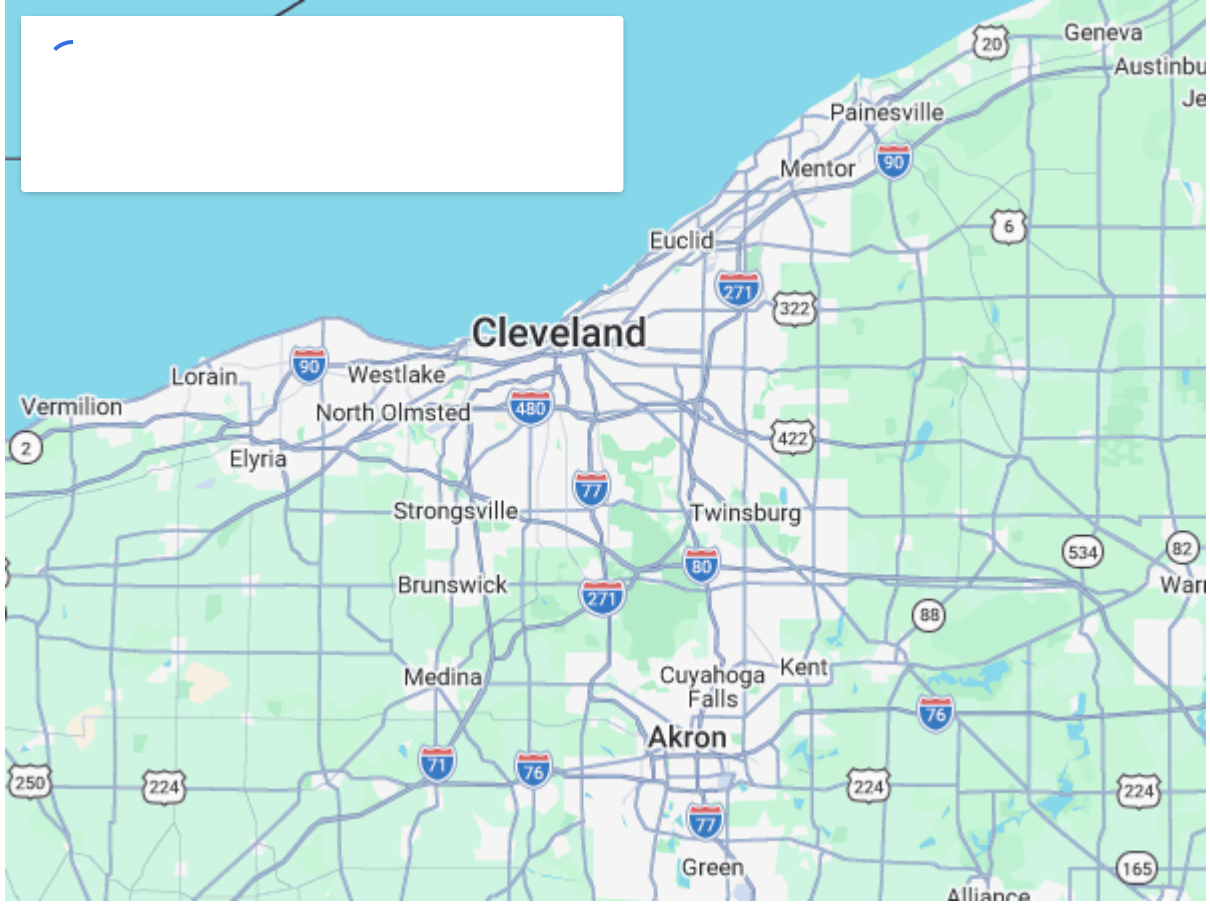 20
Geneva
Austinbu
Je
Painesville
90
Mentor
6
Euclid
271
322
Cleveland
90
Westlake
Lorain
Vermilion
480
North Olmsted
422
2
Elyria
77
Strongsville
Twinsburg
534
82
80
Brunswick
271
Warr
88
Medina
Cuyahoga
Falls
Kent
76
Akron
71
76
250
224
224
224
77
Green
165
Alliance